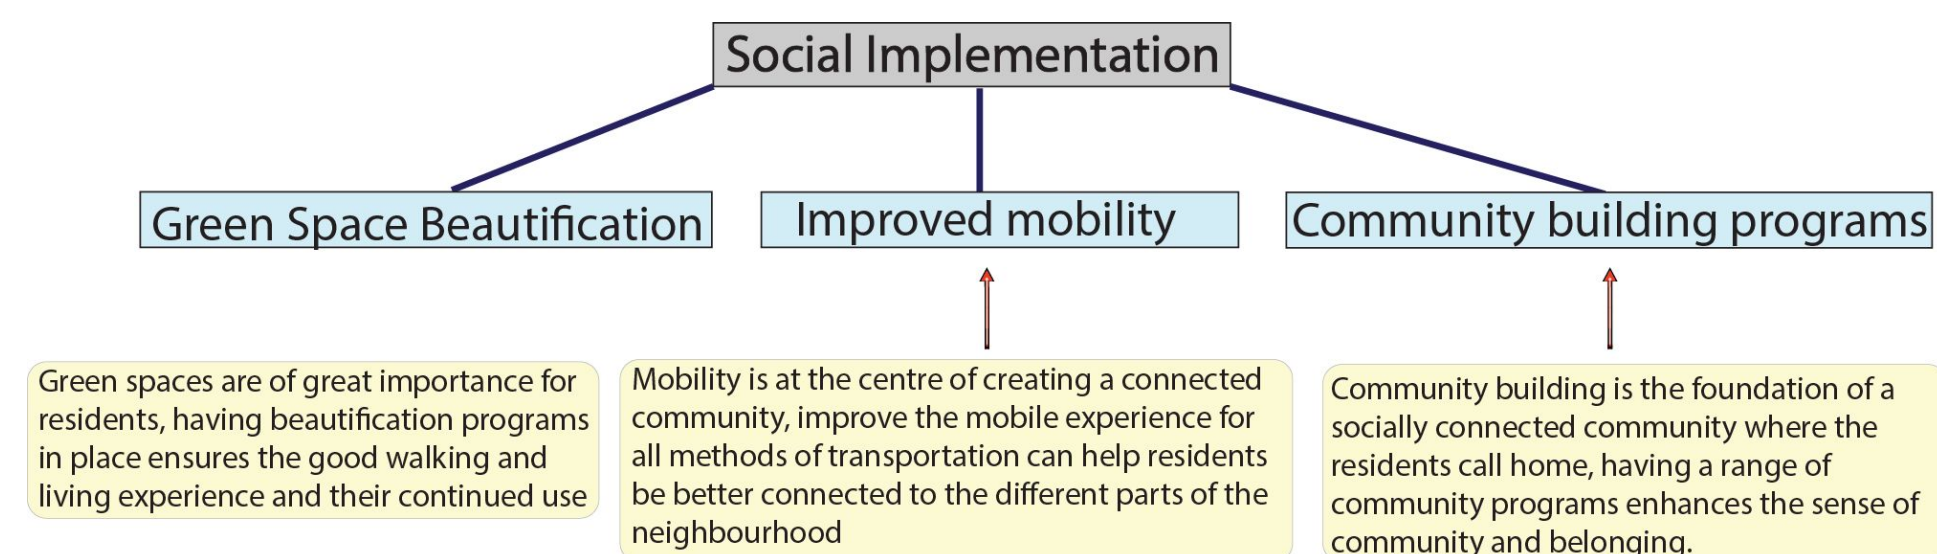 Social Implementation
Green Space Beautification
Improved mobility
Community building programs
Green spaces are of great importance for
residents, having beautification programs
in place ensures the good walking and
living experience and their continued use
Mobility is at the centre of creating a connected
community, improve the mobile experience for
all methods of transportation can help residents
be better connected to the different parts of the
neighbourhood
Community building is the foundation of a
socially connected community where the
residents call home, having a range of
community programs enhances the sense of
community and belonging.